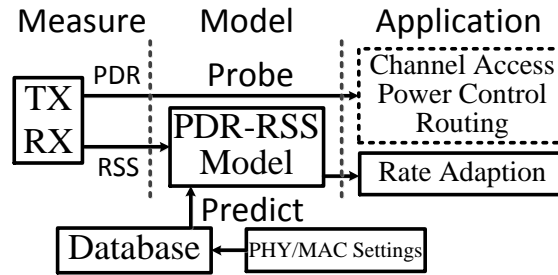 Measure Model Application
PDR Probe
TX
RX
RSS
PDR-RSS
Model
Channel Access
Power Control
Routing
Rate Adaption
Predict
Database
PHY/MAC Settings